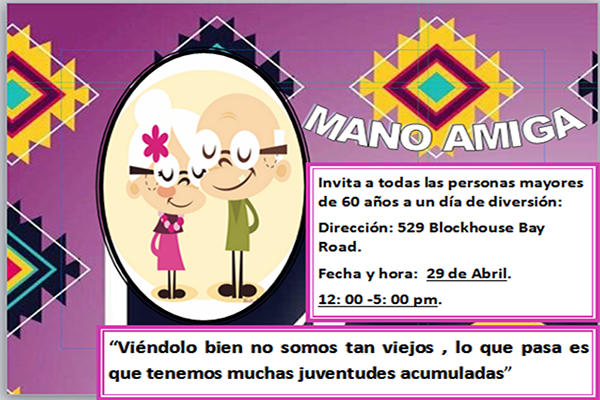 MANO AMIGA
Invita a todas las personas mayores
de 60 años a un día de diversión:
Dirección: 529 Blockhouse Bay
Road.
Fecha y hora: 29 de Abril.
12: 00 -5: 00 pm.
“Viéndolo bien no somos tan viejos , lo que pasa es
que tenemos muchas juventudes acumuladas”